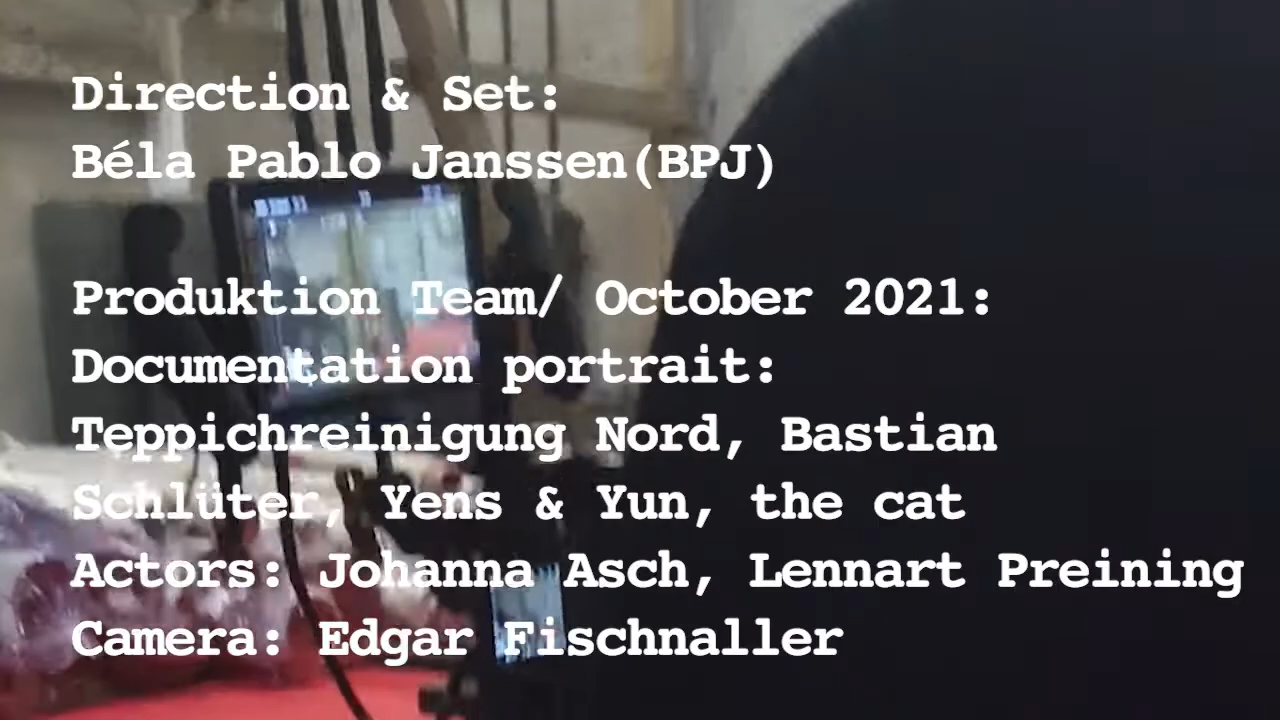 Direction & Set:
Béla Pablo Janssen(BPJ)
Produktion Team/ October 2021:
Documentation portrait:
Teppichreinigung Nord, Bastian
Schlüter, Yens & Yun, the cat
Actors: Johanna Asch, Lennart Preining
Camera: Edgar Fischnaller